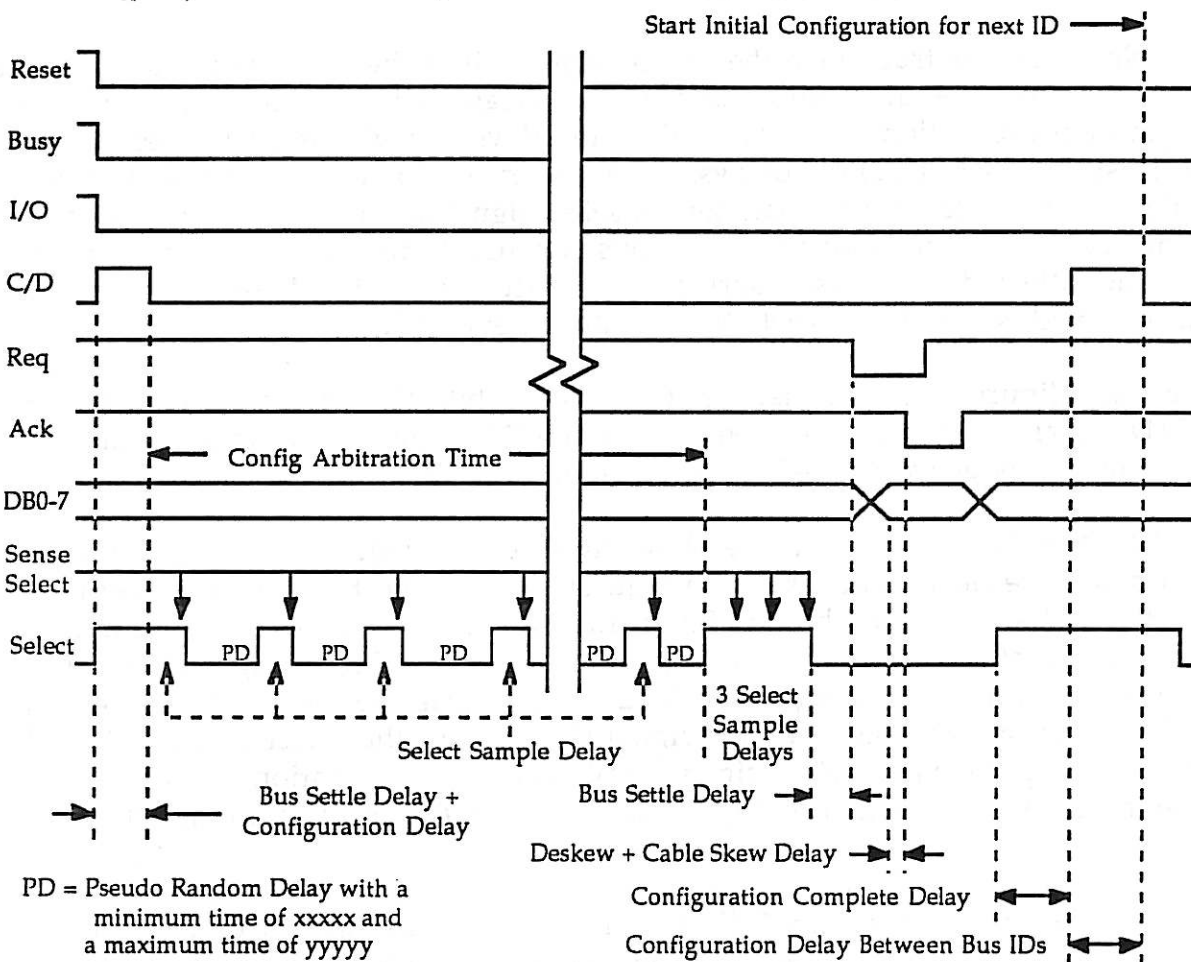 Start Initial Configuration for next ID
Reset
Busy
I/O
C/D
Req
Ack
Config Arbitration Time
DB0-7
Sense
Select
Select
PD
PD
PD
PD
PD
3 Select
Sample
Delays
Select Sample Delay
Bus Settle Delay +
Configuration Delay
Bus Settle Delay
Deskew + Cable Skew Delay
PD = Pseudo Random Delay with a
minimum time of xxxxx and
a maximum time of yyyyy
Configuration Complete Delay
Configuration Delay Between Bus IDs